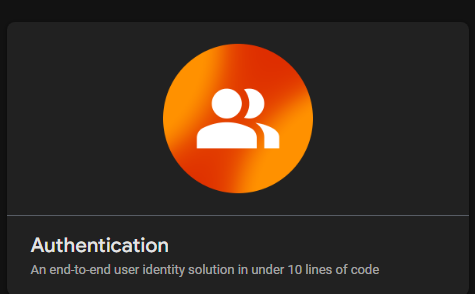 Authentication
An end-to-end user identity solution in under 10 lines of code